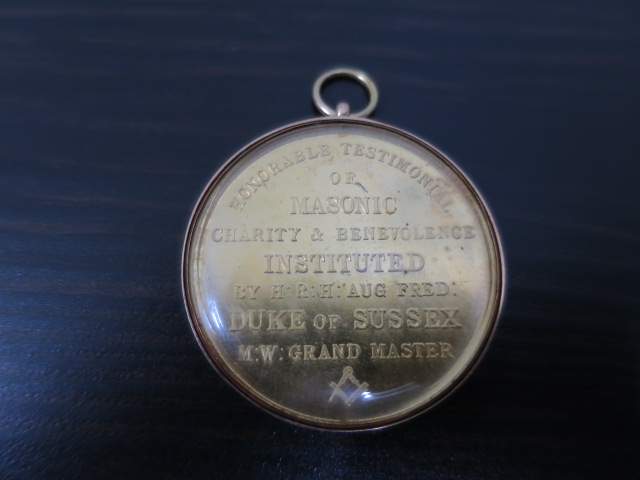 HONORABLE TESTIMONIAL
OF
MASONIC
CHARITY & BENEVOLENCE
INSTITUTED
BY H: R: H: AUG FRED:
DUKE OF SUSSEX
M: W: GRAND MASTER